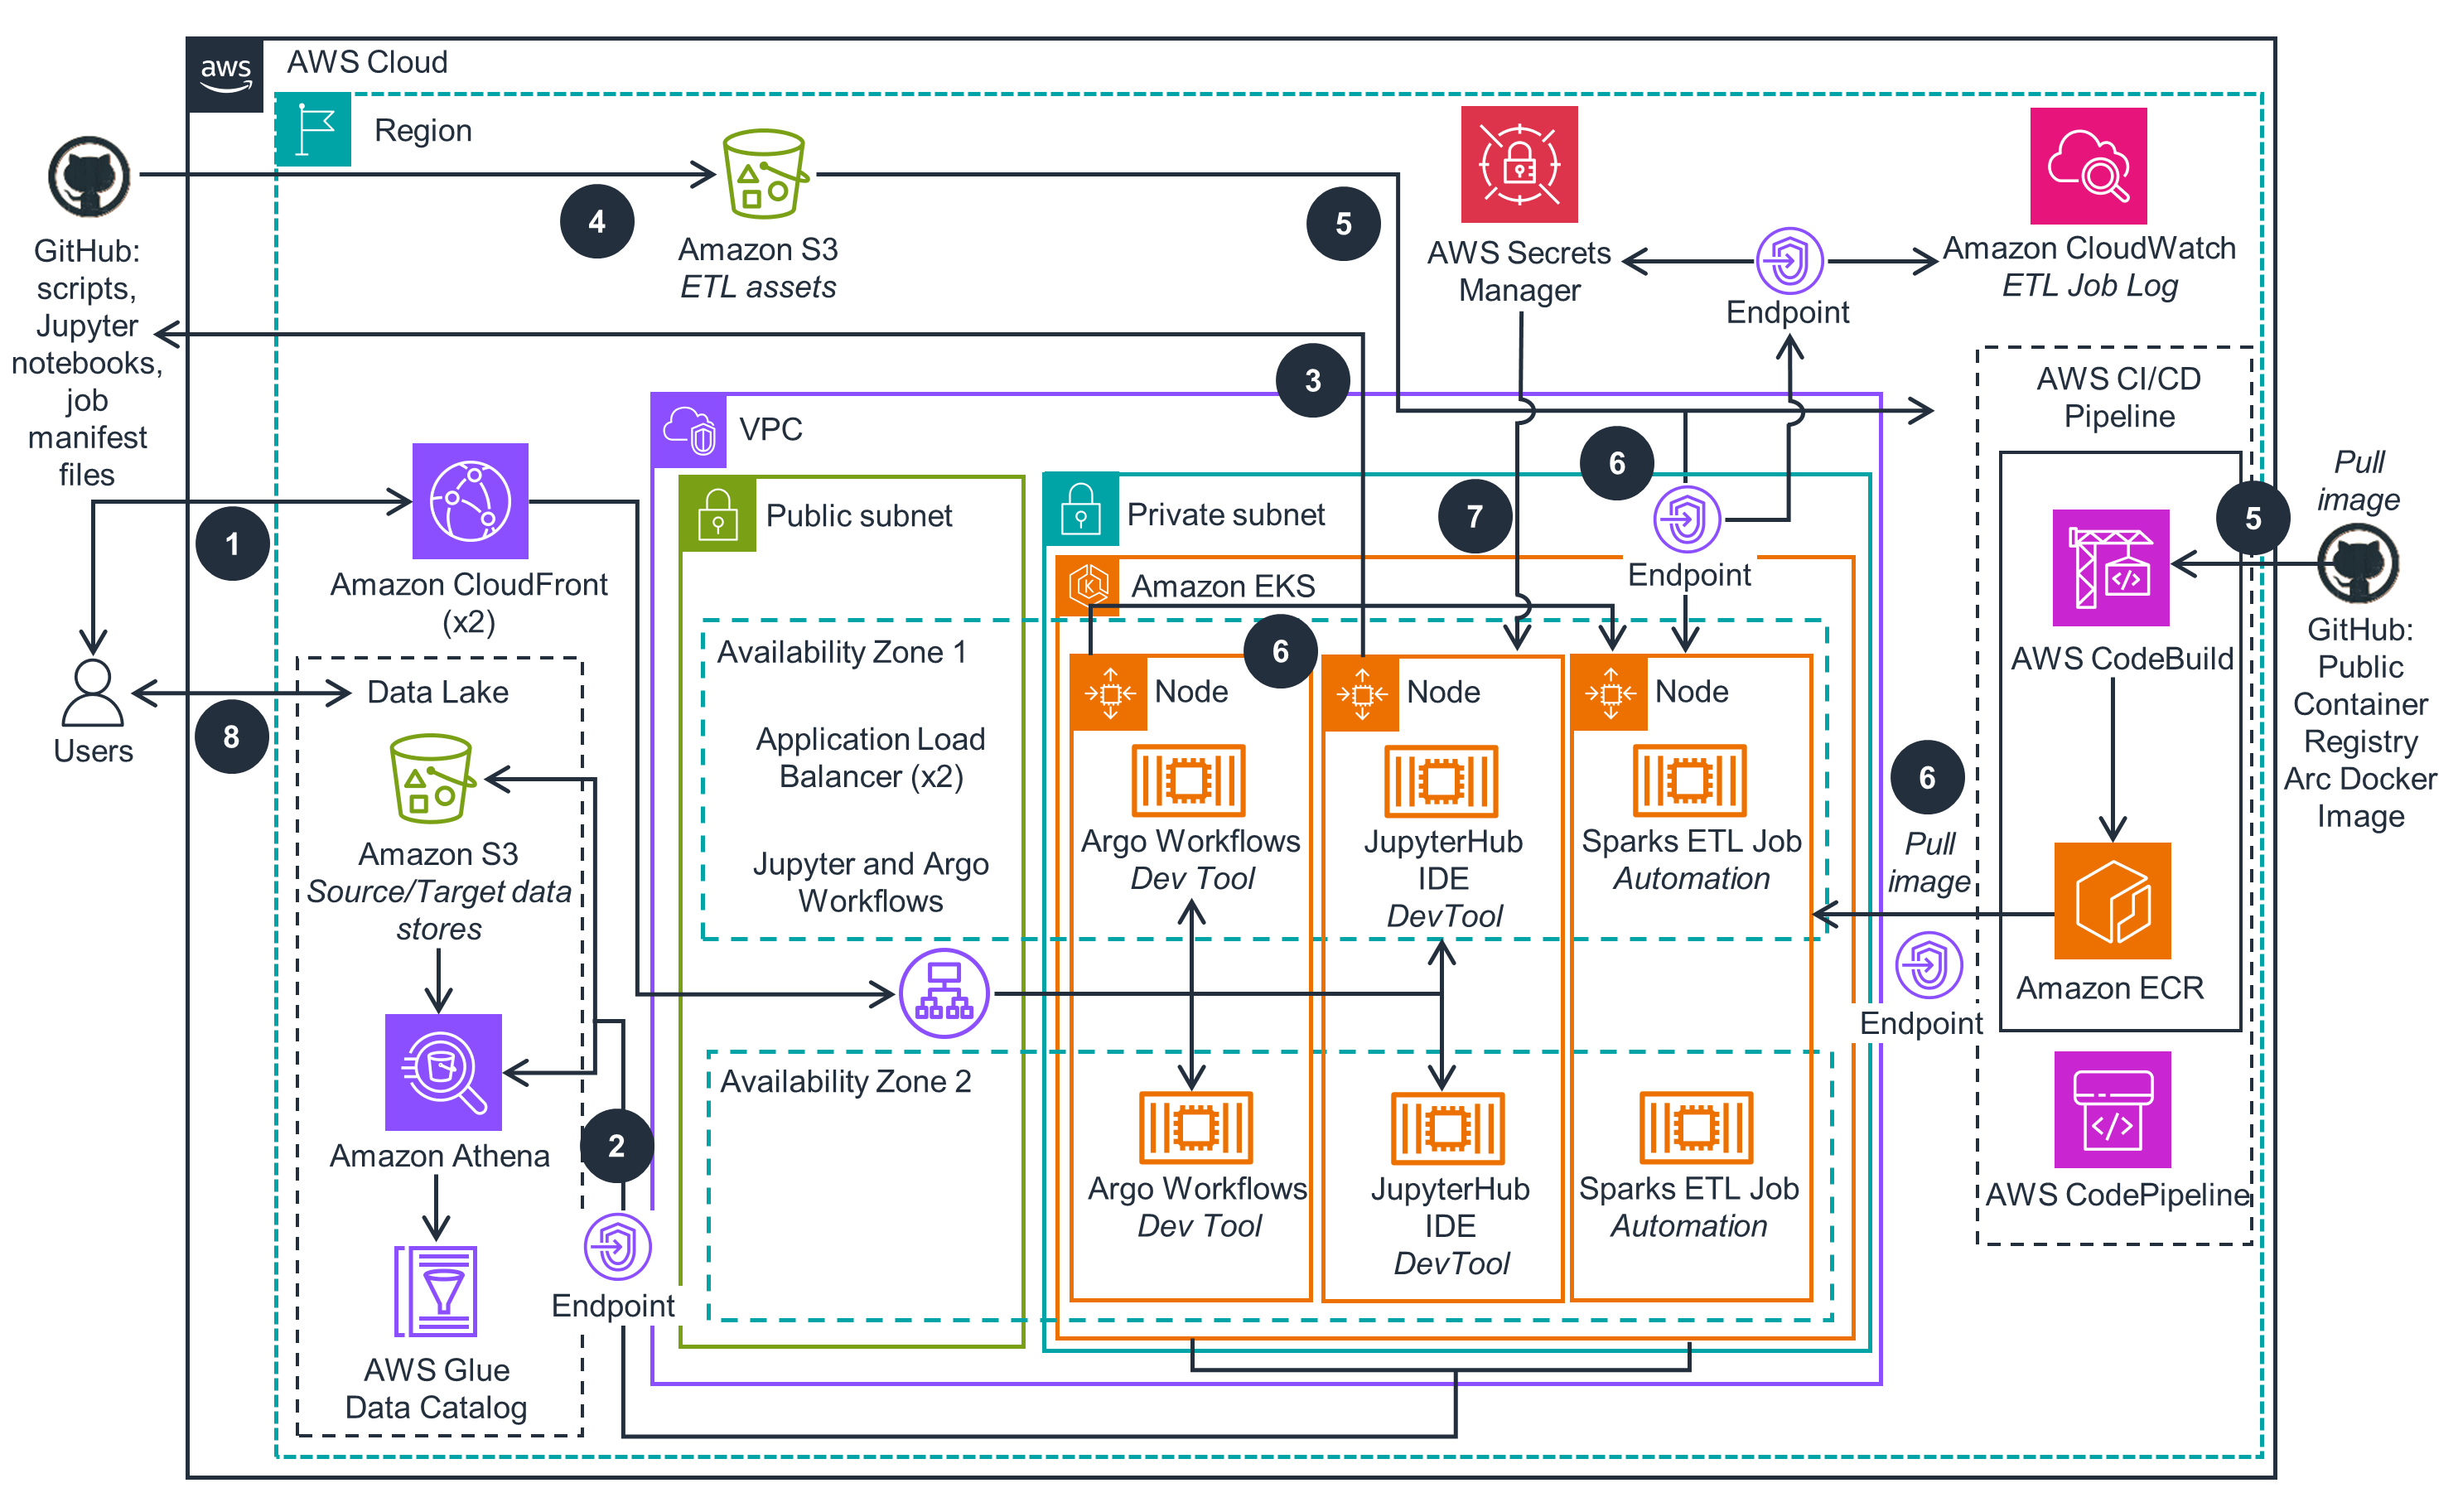 aws
AWS Cloud
Region
GitHub:
scripts,
Jupyter
notebooks,
job
manifest
files
4
Amazon S3
ETL assets
5
AWS Secrets
Manager
Endpoint
Amazon CloudWatch
ETL Job Log
3
AWS CI/CD
Pipeline
VPC
1
Amazon CloudFront
(x2)
Users
8
Data Lake
Amazon S3
Source/Target data
stores
Amazon Athena
AWS Glue
Data Catalog
2
Endpoint
Public subnet
Private subnet
7
6
Endpoint
Amazon EKS
K
Availability Zone 1
Application Load
Balancer (x2)
Jupyter and Argo
Workflows
6
Node
Argo Workflows
Dev Tool
Node
JupyterHub
IDE
DevTool
Node
Sparks ETL Job
Automation
Availability Zone 2
Argo Workflows
Dev Tool
JupyterHub
IDE
DevTool
Sparks ETL Job
Automation
6
Pull
image
Endpoint
AWS CodeBuild
Amazon ECR
AWS CodePipeline
Pull
image
5
GitHub:
Public
Container
Registry
Arc Docker
Image